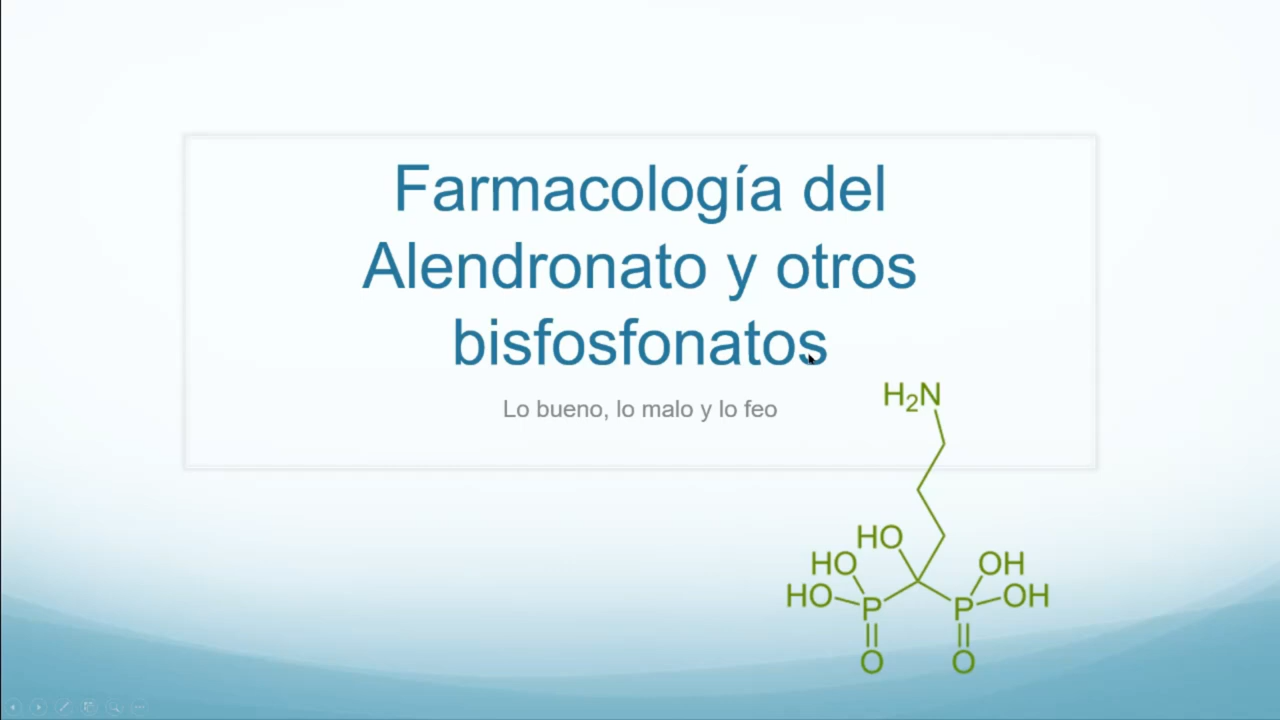 Farmacología del
Alendronato y otros
bisfosfonatos
Lo bueno, lo malo y lo feo
H2N
HO
HO OH
HO P P OH
O O